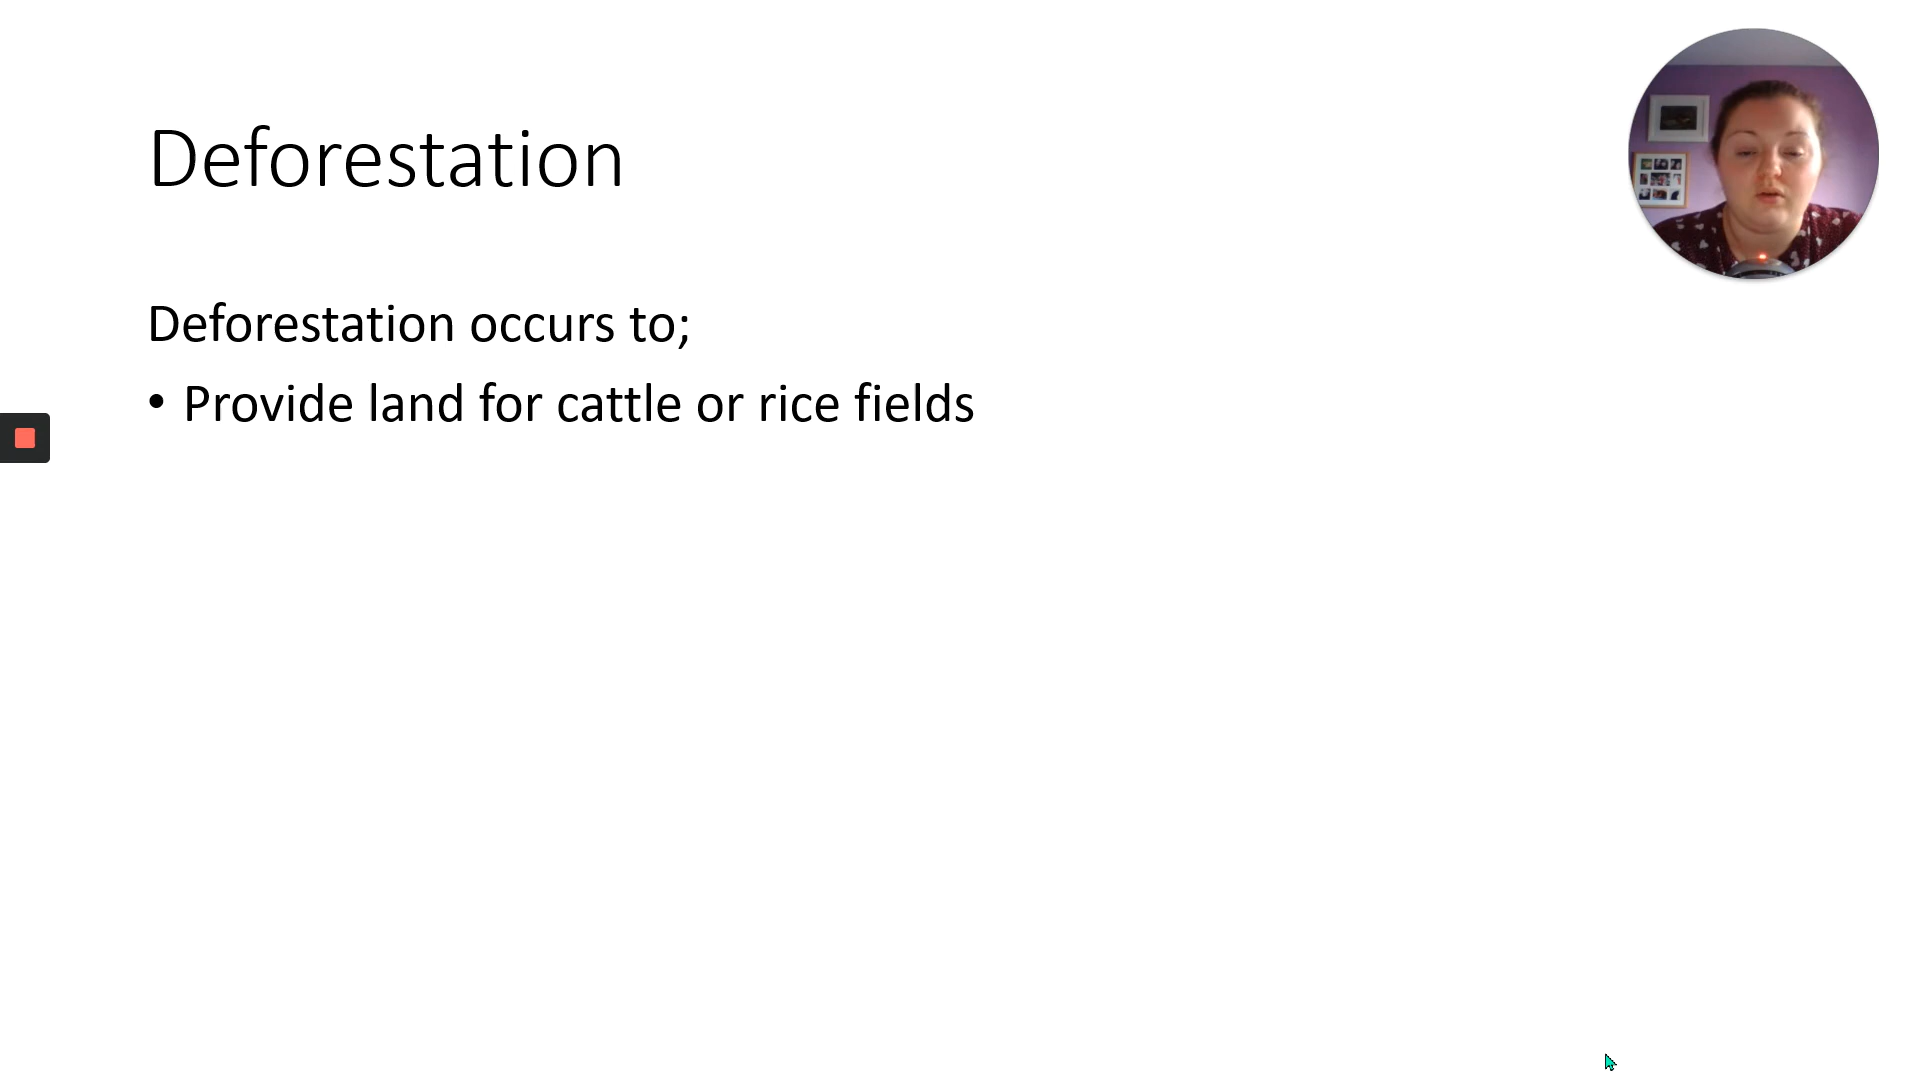 Deforestation
Deforestation occurs to;
• Provide land for cattle or rice fields